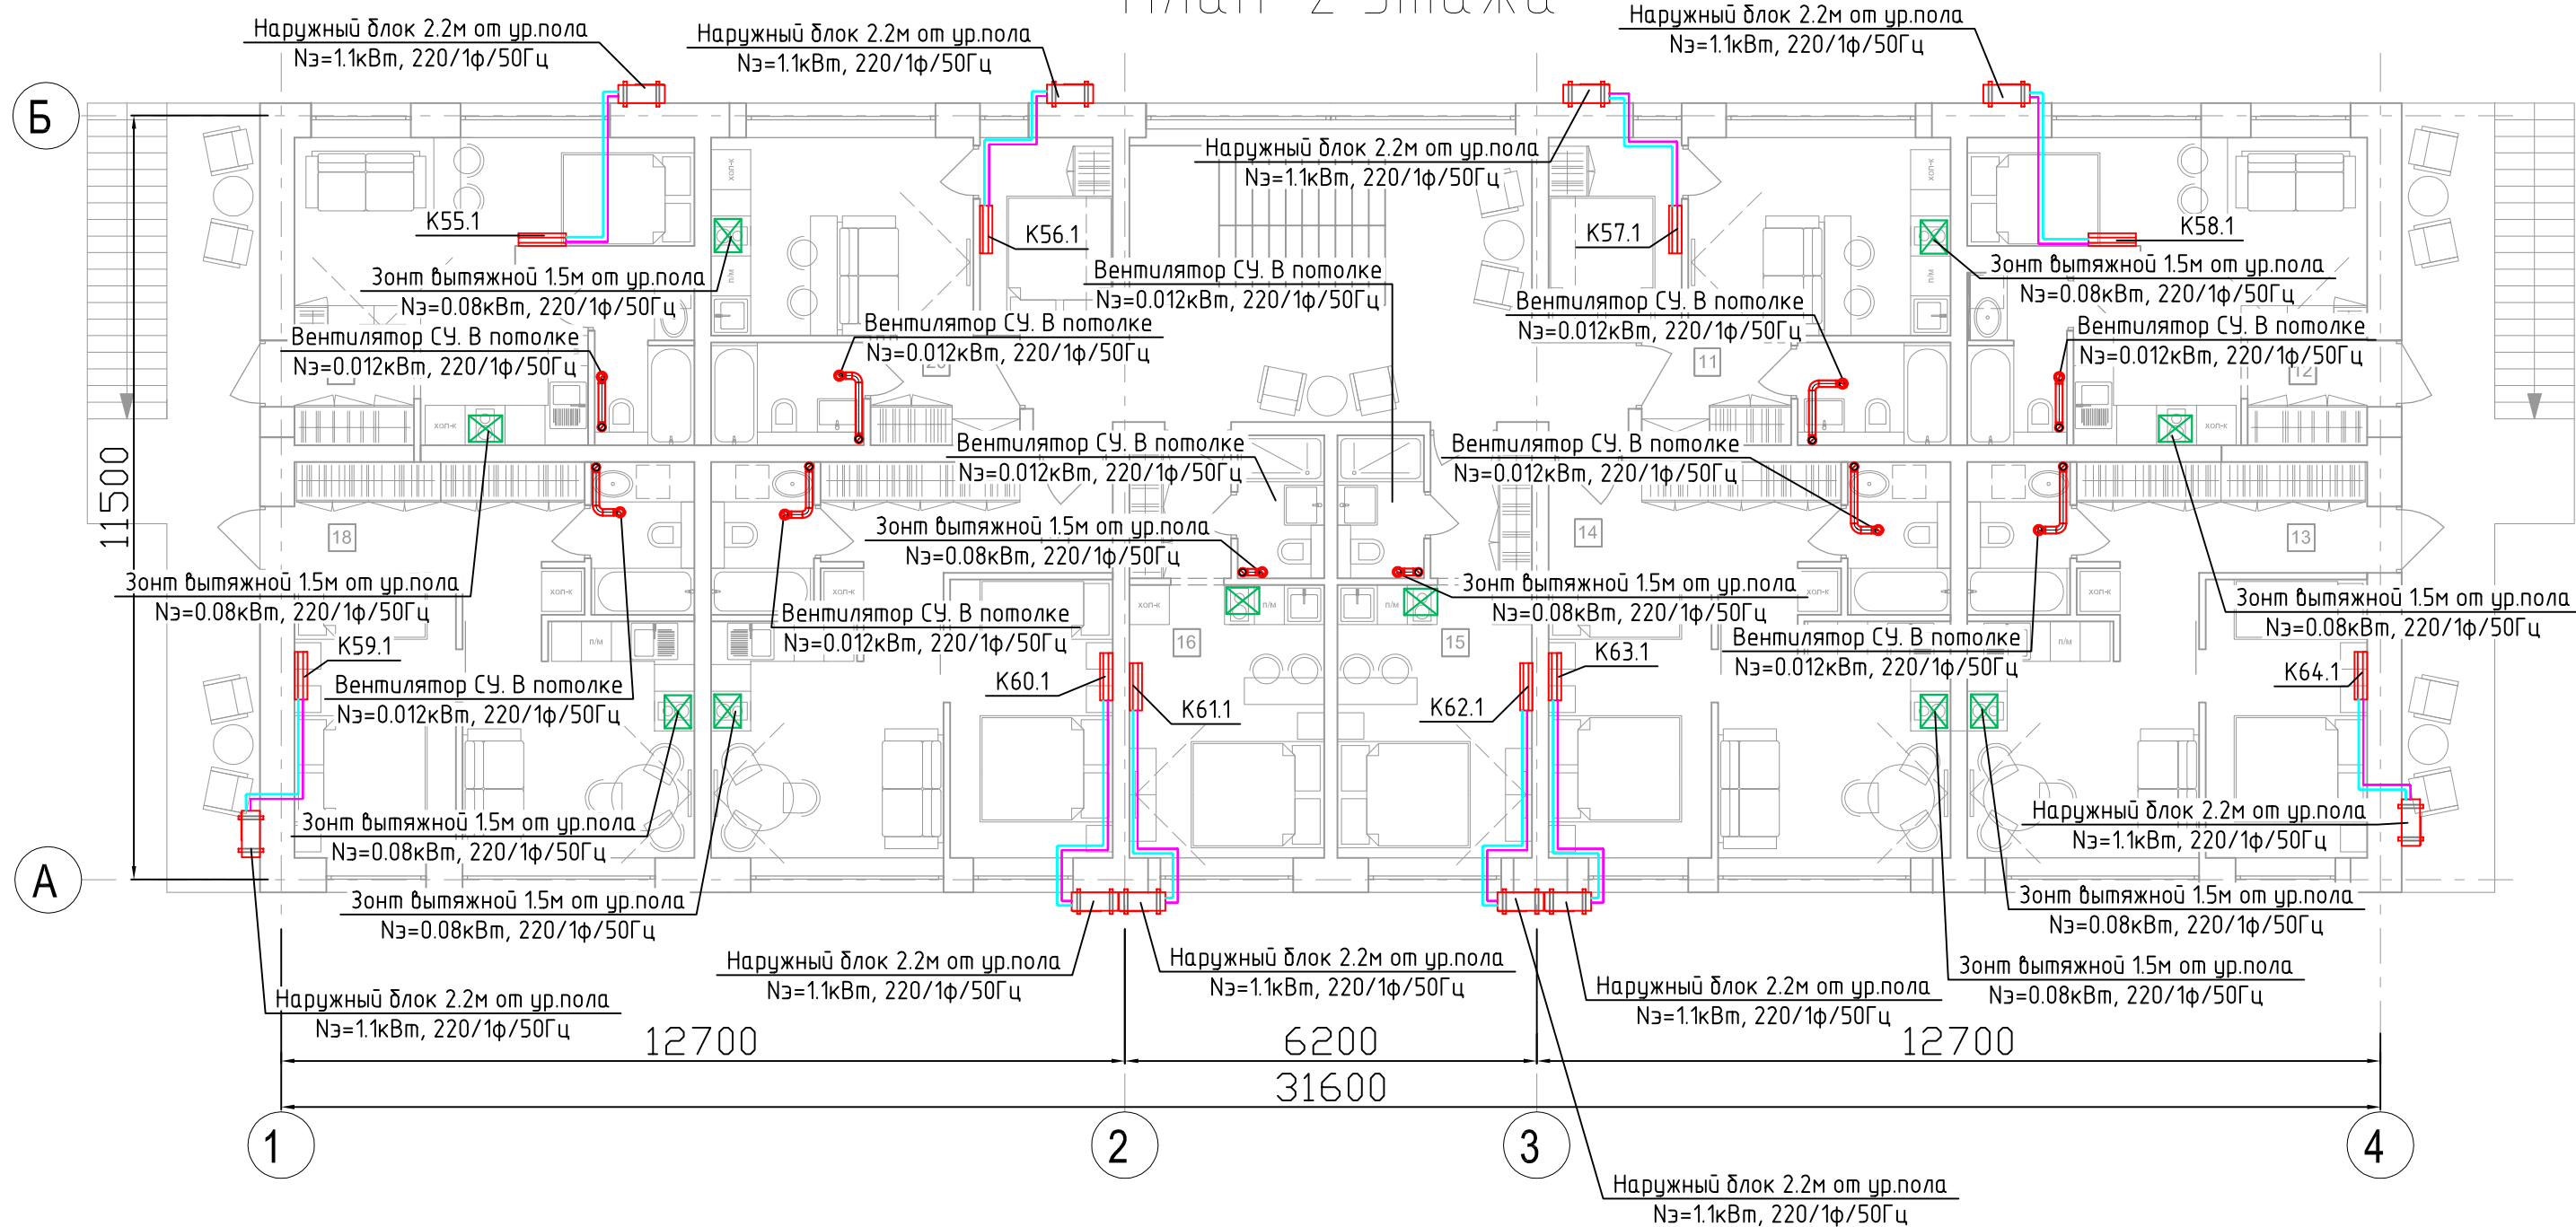 План 2 этажа
Наружный блок 2.2м от ур.пола
Nэ=1.1кВт, 220/1ф/50Гц
Наружный блок 2.2м от ур.пола
Nэ=1.1кВт, 220/1ф/50Гц
Наружный блок 2.2м от ур.пола
Nэ=1.1кВт, 220/1ф/50Гц
Наружный блок 2.2м от ур.пола
Nэ=1.1кВт, 220/1ф/50Гц
Б
хол-к
хол-к
К55.1
К56.1
К57.1
К58.1
Зонт вытяжной 1.5м от ур.пола
Nэ=0.08кВт, 220/1ф/50Гц
п/м
Вентилятор СУ. В потолке
Nэ=0.012кВт, 220/1ф/50Гц
п/м
Зонт вытяжной 1.5м от ур.пола
Nэ=0.08кВт, 220/1ф/50Гц
Вентилятор СУ. В потолке
Nэ=0.012кВт, 220/1ф/50Гц
Вентилятор СУ. В потолке
Nэ=0.012кВт, 220/1ф/50Гц
Вентилятор СУ. В потолке
Nэ=0.012кВт, 220/1ф/50Гц
Вентилятор СУ. В потолке
Nэ=0.012кВт, 220/1ф/50Гц
11
12
хол-к
хол-к
Вентилятор СУ. В потолке
Nэ=0.012кВт, 220/1ф/50Гц
Вентилятор СУ. В потолке
Nэ=0.012кВт, 220/1ф/50Гц
11500
18
14
13
Зонт вытяжной 1.5м от ур.пола
Nэ=0.08кВт, 220/1ф/50Гц
Зонт вытяжной 1.5м от ур.пола
Nэ=0.08кВт, 220/1ф/50Гц
Зонт вытяжной 1.5м от ур.пола
Nэ=0.08кВт, 220/1ф/50Гц
Зонт вытяжной 1.5м от ур.пола
Nэ=0.08кВт, 220/1ф/50Гц
хол-к
хол-к
хол-к
хол-к
хол-к
п/м
п/м
п/м
п/м
16
15
Вентилятор СУ. В потолке
Nэ=0.012кВт, 220/1ф/50Гц
Вентилятор СУ. В потолке
Nэ=0.012кВт, 220/1ф/50Гц
К59.1
К60.1
К61.1
К62.1
К63.1
К64.1
Вентилятор СУ. В потолке
Nэ=0.012кВт, 220/1ф/50Гц
Зонт вытяжной 1.5м от ур.пола
Nэ=0.08кВт, 220/1ф/50Гц
Наружный блок 2.2м от ур.пола
Nэ=1.1кВт, 220/1ф/50Гц
А
Зонт вытяжной 1.5м от ур.пола
Nэ=0.08кВт, 220/1ф/50Гц
Зонт вытяжной 1.5м от ур.пола
Nэ=0.08кВт, 220/1ф/50Гц
Наружный блок 2.2м от ур.пола
Nэ=1.1кВт, 220/1ф/50Гц
Наружный блок 2.2м от ур.пола
Nэ=1.1кВт, 220/1ф/50Гц
Зонт вытяжной 1.5м от ур.пола
Nэ=0.08кВт, 220/1ф/50Гц
Наружный блок 2.2м от ур.пола
Nэ=1.1кВт, 220/1ф/50Гц
Наружный блок 2.2м от ур.пола
Nэ=1.1кВт, 220/1ф/50Гц
12700
6200
12700
31600
1
2
3
4
Наружный блок 2.2м от ур.пола
Nэ=1.1кВт, 220/1ф/50Гц